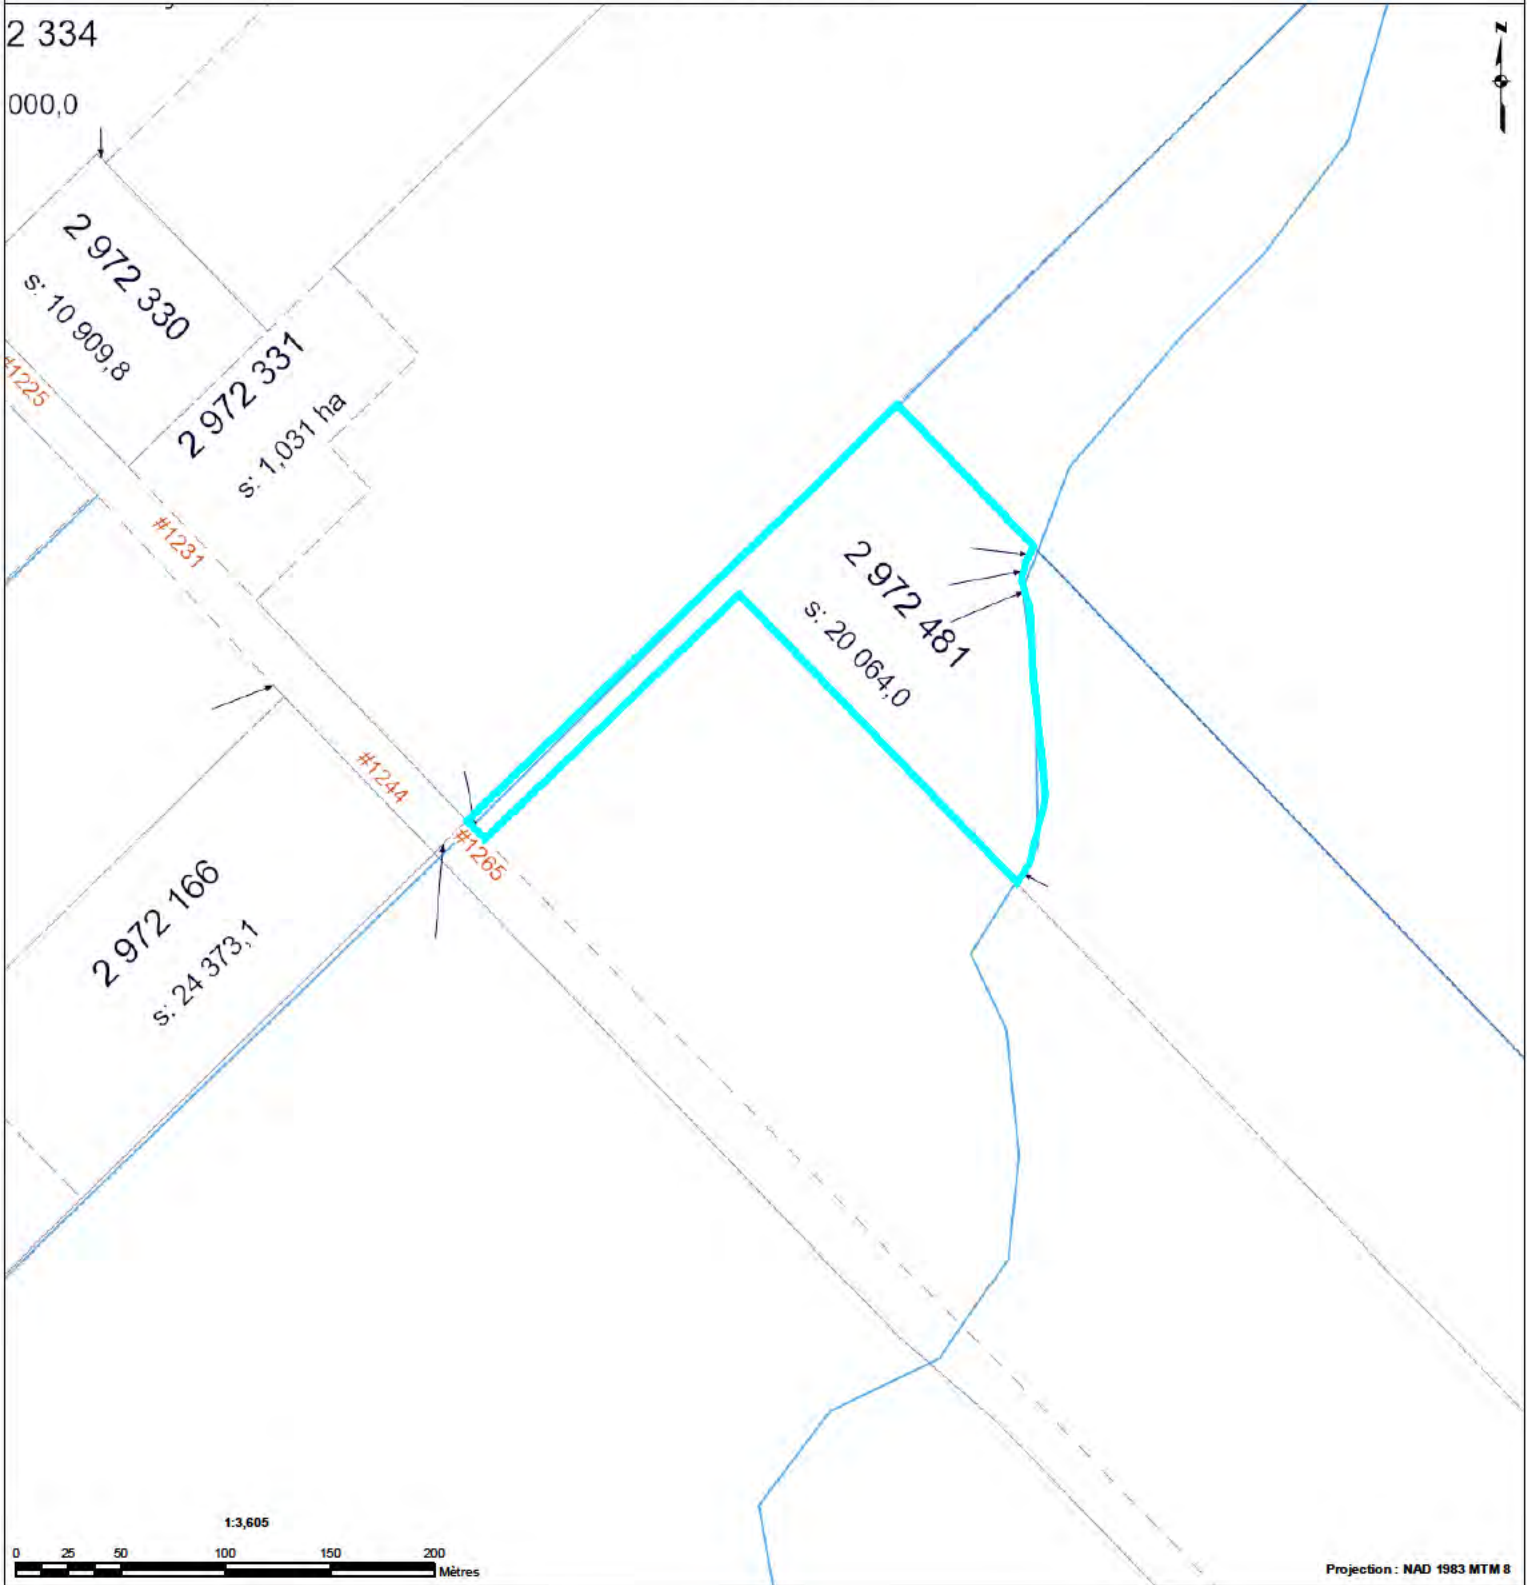 2 334
000,0
N
2 972 330
s: 10 909,8
2 972 331
s: 1,031 ha
#1225
#1231
2 972 481
s: 20 064,0
#1244
#1265
2 972 166
s: 24 373,1
1:3,605
0 25 50 100 150 200
Mètres
Projection : NAD 1983 MTM 8